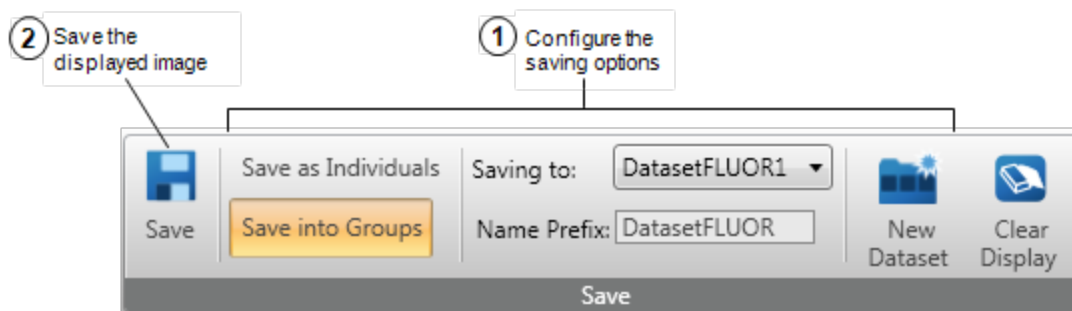 2 Save the
displayed image
1 Configure the
saving options
Save
Save as Individuals
Save into Groups
Saving to: DatasetFLUOR1
Name Prefix: DatasetFLUOR
New
Dataset
Clear
Display
Save